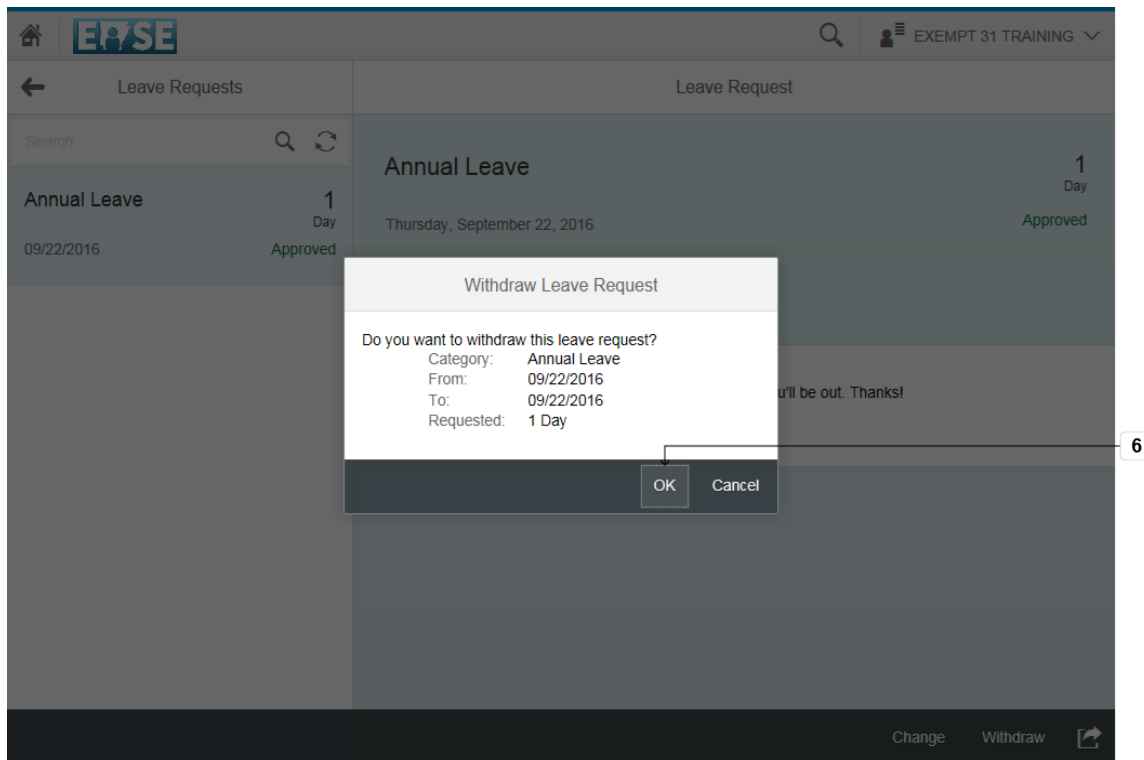 EASE
EXEMPT 31 TRAINING
Leave Requests
Leave Request
Search
Annual Leave 1
Day
09/22/2016 Approved
Annual Leave 1
Day
Thursday, September 22, 2016 Approved
u'll be out. Thanks!
Withdraw Leave Request
Do you want to withdraw this leave request?
Category: Annual Leave
From: 09/22/2016
To: 09/22/2016
Requested: 1 Day
OK Cancel
6
Change Withdraw